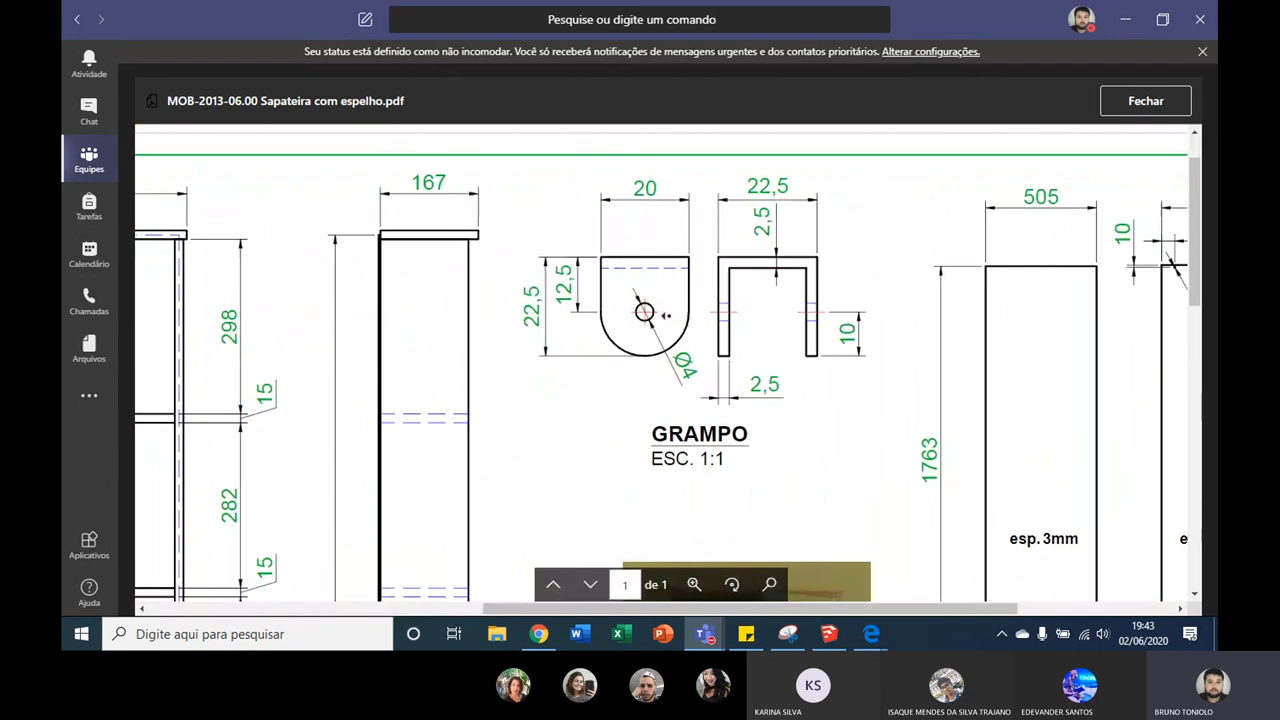 Pesquise ou digite um comando
Seu status está definido como não incomodar. Você só receberá notificações de mensagens urgentes e dos contatos prioritários. Alterar configurações.
Atividade
Chat
Equipes
Tarefas
Calendário
Chamadas
Arquivos
Aplicativos
Ajuda
MOB-2013-06.00 Sapateira com espelho.pdf
Fechar
167
20
22,5
505
2,5
10
12,5
22,5
298
10
Ø4
15
2,5
GRAMPO
ESC. 1:1
1763
282
esp. 3mm
e
15
1 de 1
Digite aqui para pesquisar
19:43
02/06/2020
KS
KARINA SILVA
ISAQUE MENDES DA SILVA TRAJANO
EDEVANDER SANTOS
BRUNO TONIOLO